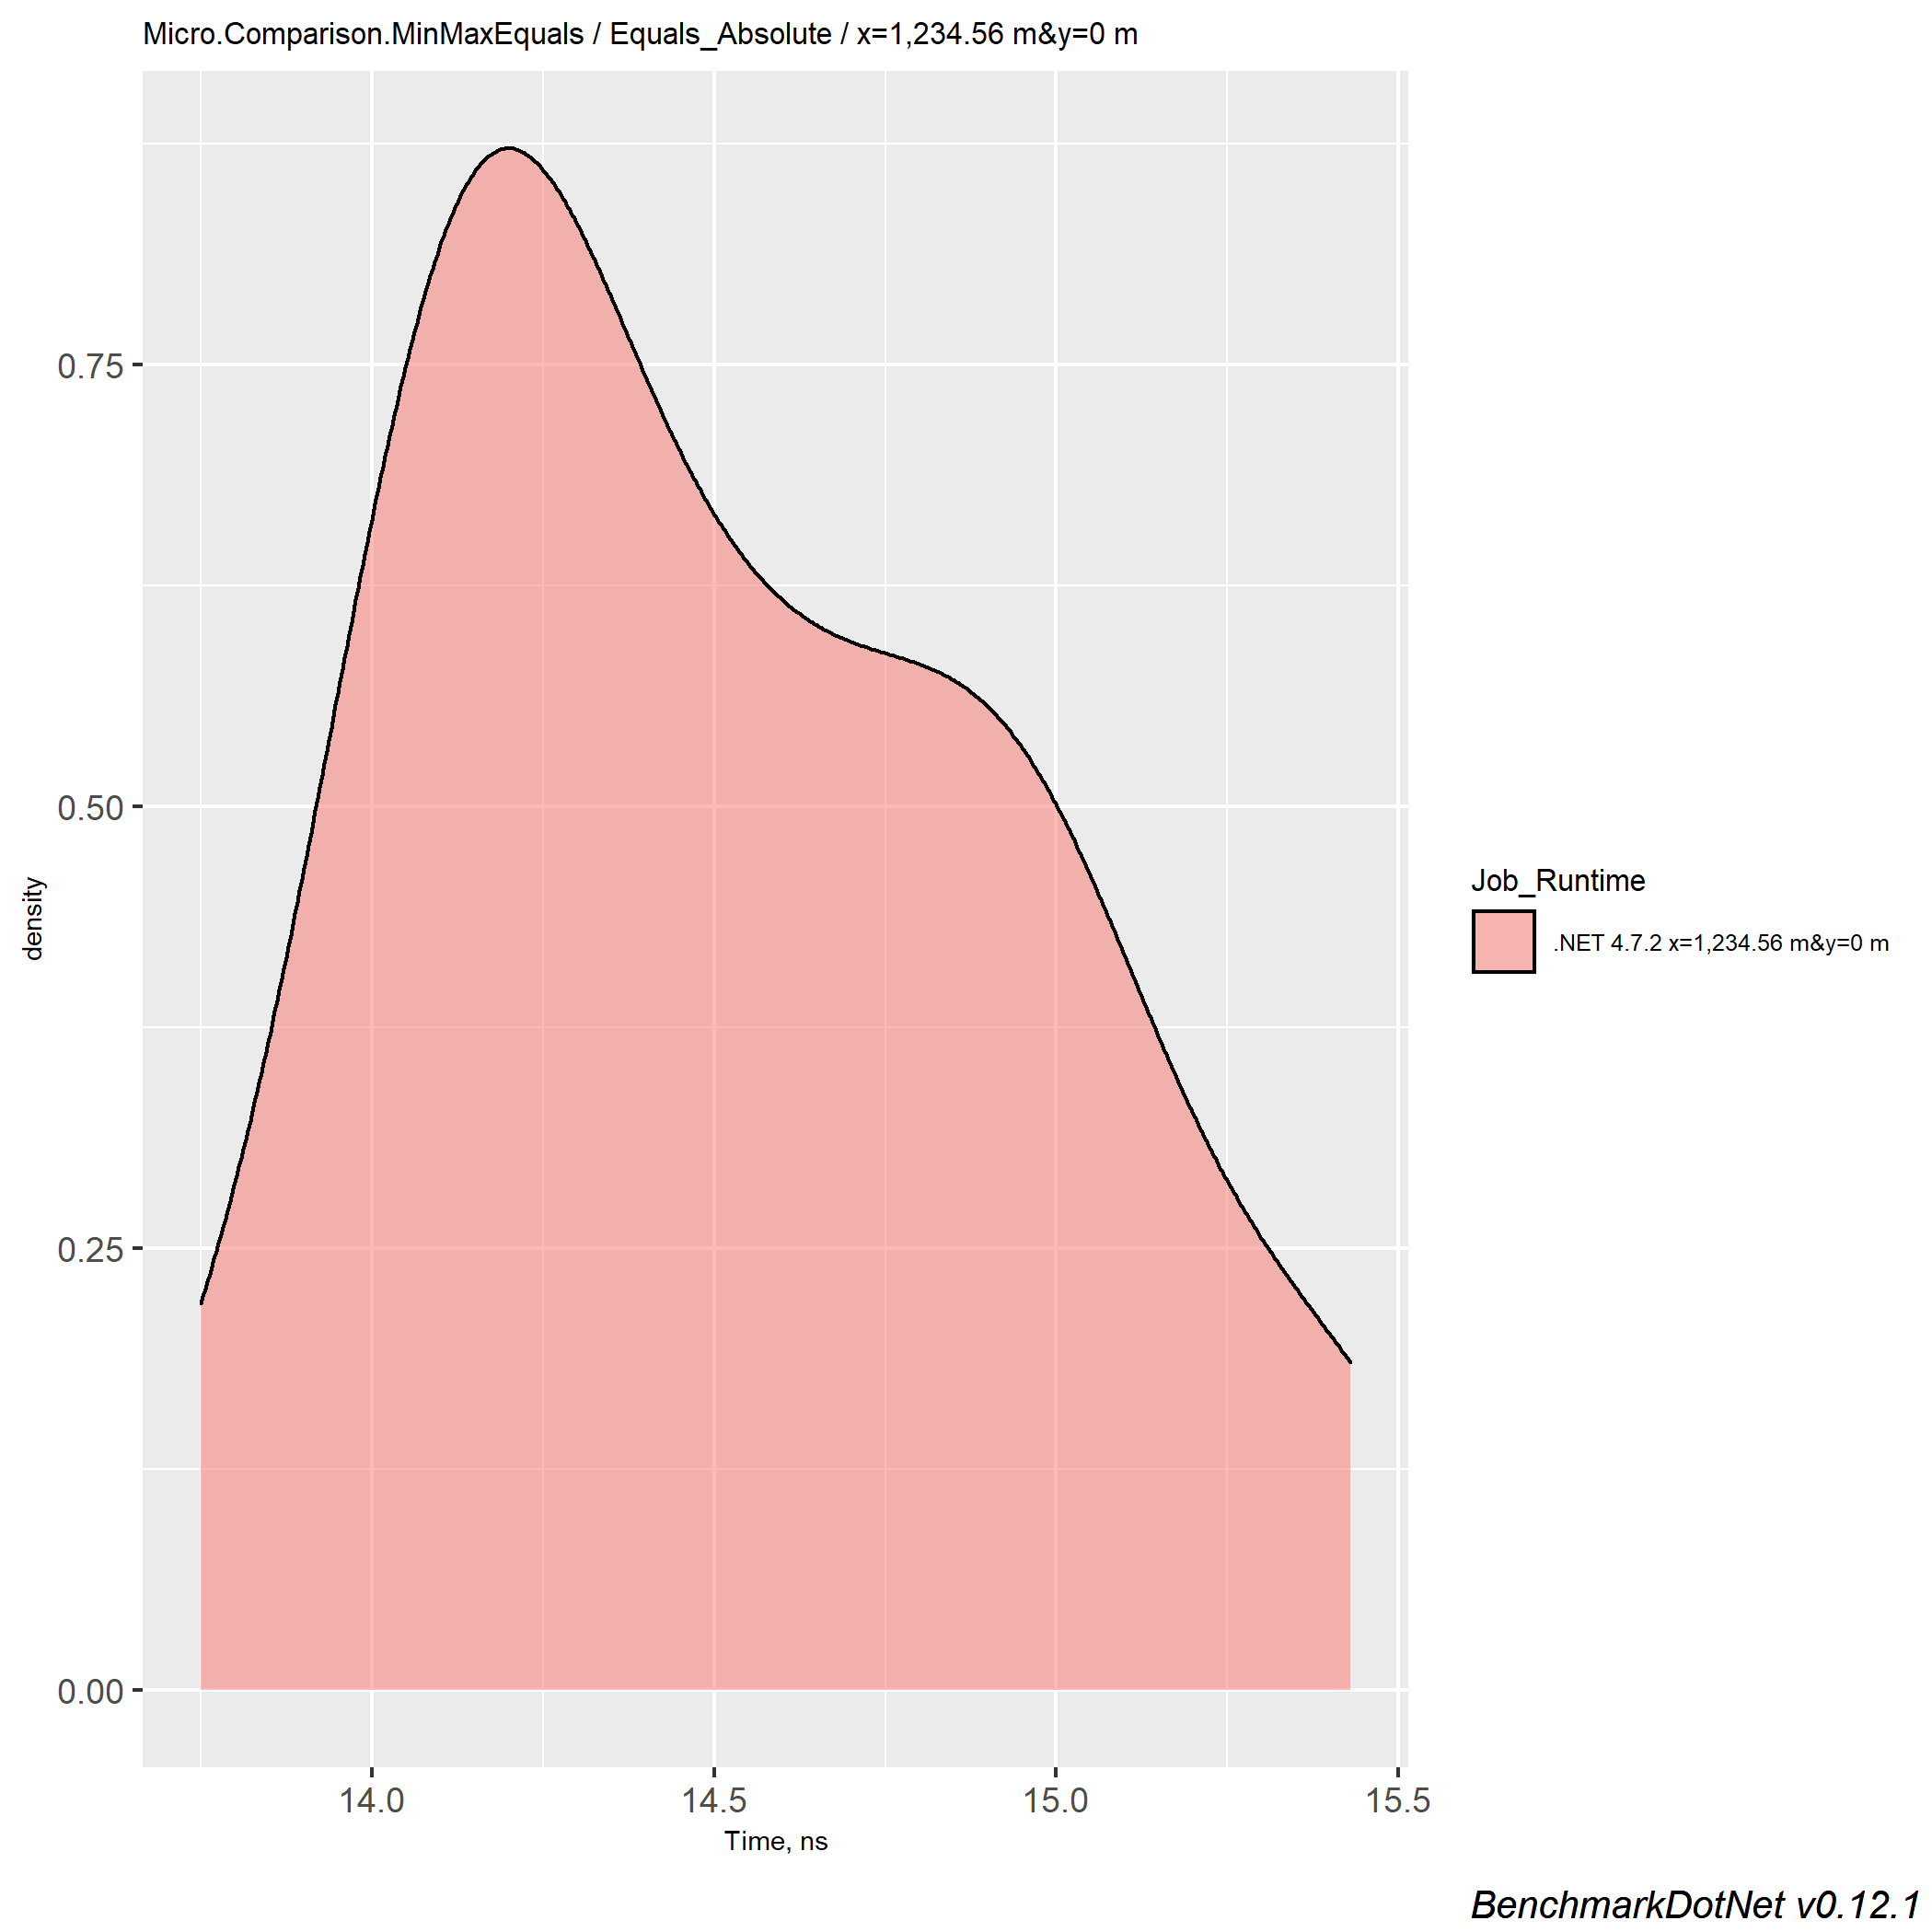 Micro.Comparison.MinMaxEquals / Equals_Absolute / x=1,234.56 m&y=0 m
density
0.75
0.50
0.25
0.00
14.0 14.5 15.0 15.5
Time, ns
Job_Runtime
.NET 4.7.2 x=1,234.56 m&y=0 m
BenchmarkDotNet v0.12.1